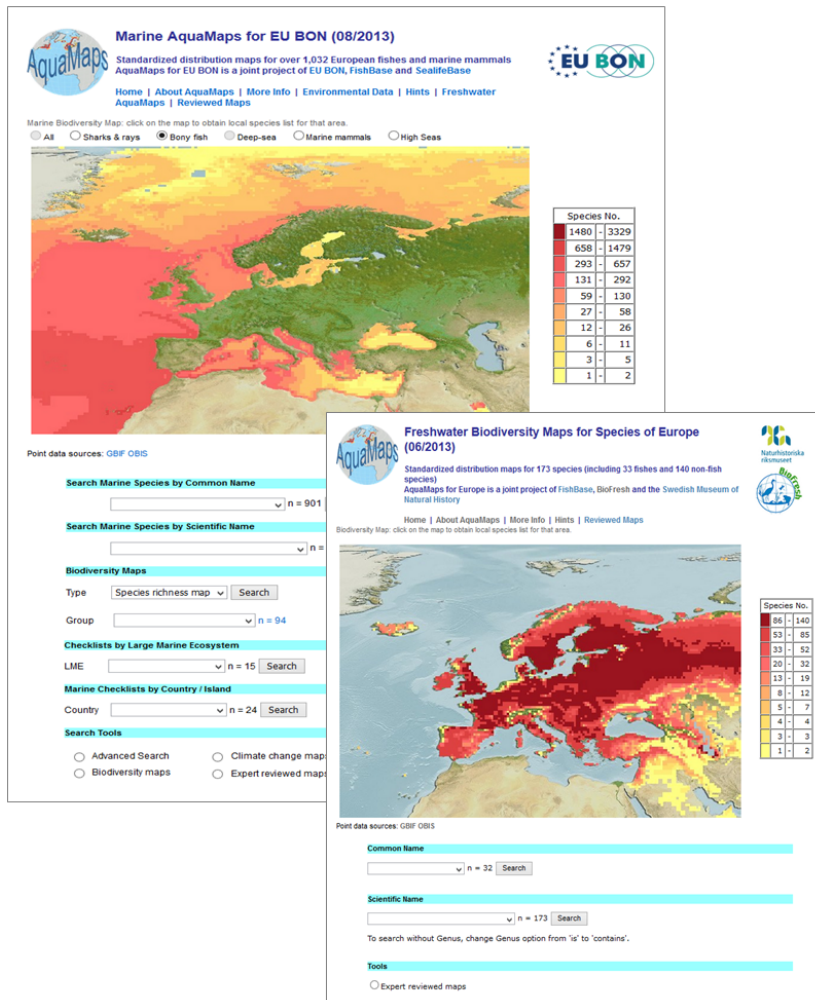 Marine AquaMaps for EU BON (08/2013)
AquaMaps
Standardized distribution maps for over 1,032 European fishes and marine mammals
AquaMaps for EU BON is a joint project of EU BON, FishBase and SealifeBase
EU BON
Home | About AquaMaps | More Info | Environmental Data | Hints | Freshwater
AquaMaps | Reviewed Maps
Marine Biodiversity Map: click on the map to obtain local species list for that area.
All Sharks & rays Bony fish Deep-sea Marine mammals High Seas
Species No.
1480 - 3329
658 - 1479
293 - 657
131 - 292
59 - 130
27 - 58
12 - 26
6 - 11
3 - 5
1 - 2
Point data sources: GBIF OBIS
Search Marine Species by Common Name
n = 901
Search Marine Species by Scientific Name
n =
Biodiversity Maps
Type Species richness map Search
Group n = 94
Checklists by Large Marine Ecosystem
LME n = 15 Search
Marine Checklists by Country / Island
Country n = 24 Search
Search Tools
Advanced Search Climate change map
Biodiversity maps Expert reviewed maps
AquaMaps
Freshwater Biodiversity Maps for Species of Europe
(06/2013)
Naturhistoriska
riksmuseet
BioFresh
Standardized distribution maps for 173 species (including 33 fishes and 140 non-fish
species)
AquaMaps for Europe is a joint project of FishBase, BioFresh and the Swedish Museum of
Natural History
Home | About AquaMaps | More Info | Hints | Reviewed Maps
Biodiversity Map: click on the map to obtain local species list for that area.
Species No.
86 - 140
53 - 85
33 - 52
20 - 32
13 - 19
8 - 12
5 - 7
4 - 4
3 - 3
1 - 2
Point data sources: GBIF OBIS
Common Name
n = 32 Search
Scientific Name
n = 173 Search
To search without Genus, change Genus option from 'is' to 'contains'.
Tools
Expert reviewed maps